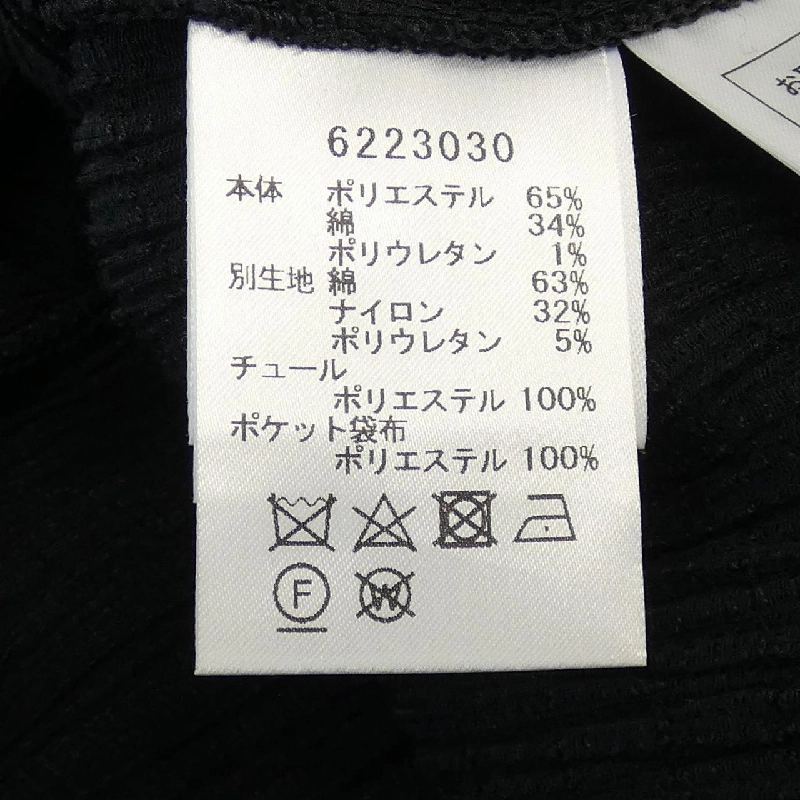 6223030
本体 ポリエステル 65%
綿 34%
ポリウレタン 1%
別生地 綿 63%
ナイロン 32%
ポリウレタン 5%
チュール
ポリエステル 100%
ポケット袋布
ポリエステル 100%
F W